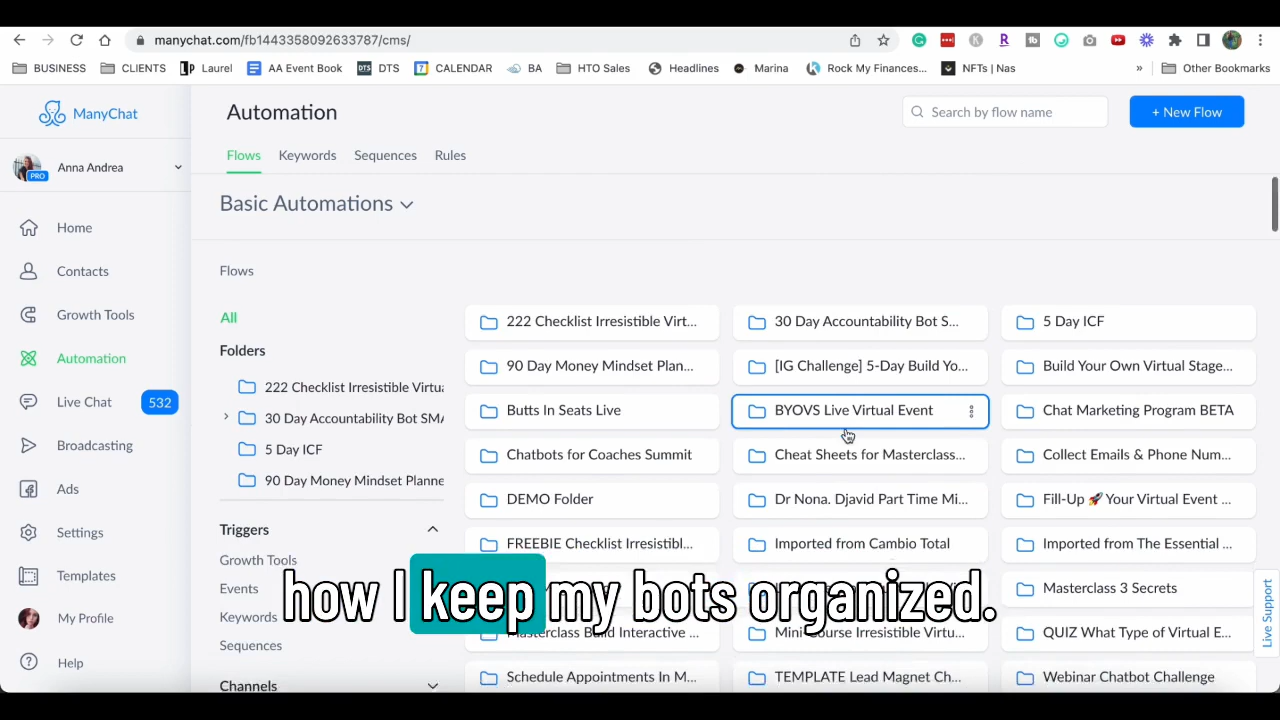 manychat.com/fb1443358092633787/cms/
BUSINESS CLIENTS Laurel AA Event Book DTS CALENDAR BA HTO Sales Headlines Marina Rock My Finances... NFTs | Nas » Other Bookmarks
ManyChat
Automation
Search by flow name
+ New Flow
Anna Andrea
PRO
Flows Keywords Sequences Rules
Basic Automations
Home
Contacts
Growth Tools
Automation
Live Chat 532
Broadcasting
Ads
Settings
Templates
My Profile
Help
Flows
All
Folders
222 Checklist Irresistible Virtua
30 Day Accountability Bot SMA
5 Day ICF
90 Day Money Mindset Planne
Triggers
Growth Tools
Events
Keywords
Sequences
Channels
222 Checklist Irresistible Virt... 30 Day Accountability Bot S... 5 Day ICF
90 Day Money Mindset Plan... [IG Challenge] 5-Day Build Yo... Build Your Own Virtual Stage...
Butts In Seats Live BYOVS Live Virtual Event Chat Marketing Program BETA
Chatbots for Coaches Summit Cheat Sheets for Masterclass... Collect Emails & Phone Num...
DEMO Folder Dr Nona. Djavid Part Time Mi... Fill-Up 🚀 Your Virtual Event ...
FREEBIE Checklist Irresistibl... Imported from Cambio Total Imported from The Essential ...
Masterclass 3 Secrets
Masterclass Build Interactive ... Mini-Course Irresistible Virtu... QUIZ What Type of Virtual E...
Schedule Appointments In M... TEMPLATE Lead Magnet Ch... Webinar Chatbot Challenge
Live Support
how I keep my bots organized.